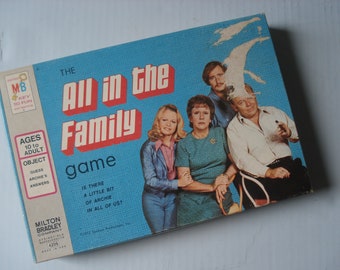 MB
AGES
10 to
ADULT
OBJECT
GUESS
ARCHIE'S
ANSWERS
MILTON
BRADLEY
COMPANY
THE
All in the
Family
game
IS THERE
A LITTLE BIT
OF ARCHIE
IN ALL OF US?